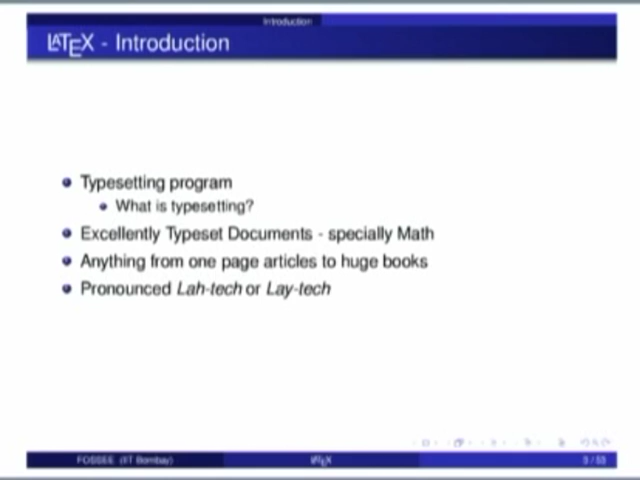 Introduction
LATEX - Introduction
Typesetting program
What is typesetting?
Excellently Typeset Documents - specially Math
Anything from one page articles to huge books
Pronounced Lah-tech or Lay-tech
FOSSEE (IIT Bombay)
LATEX